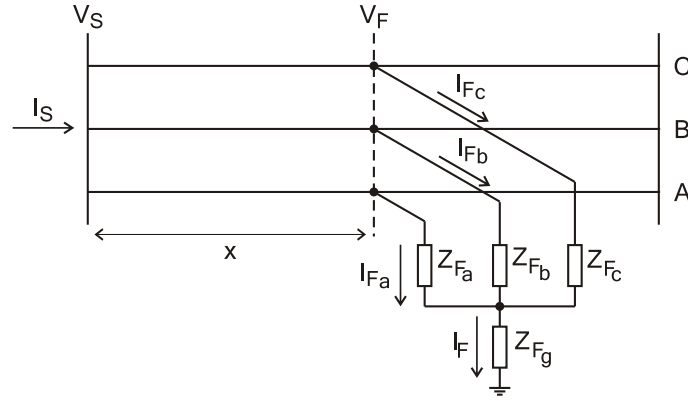 V_S V_F
C
I_Fc
I_S
B
I_Fb
A
x
Z_Fa Z_Fb Z_Fc
I_Fa
I_F Z_Fg